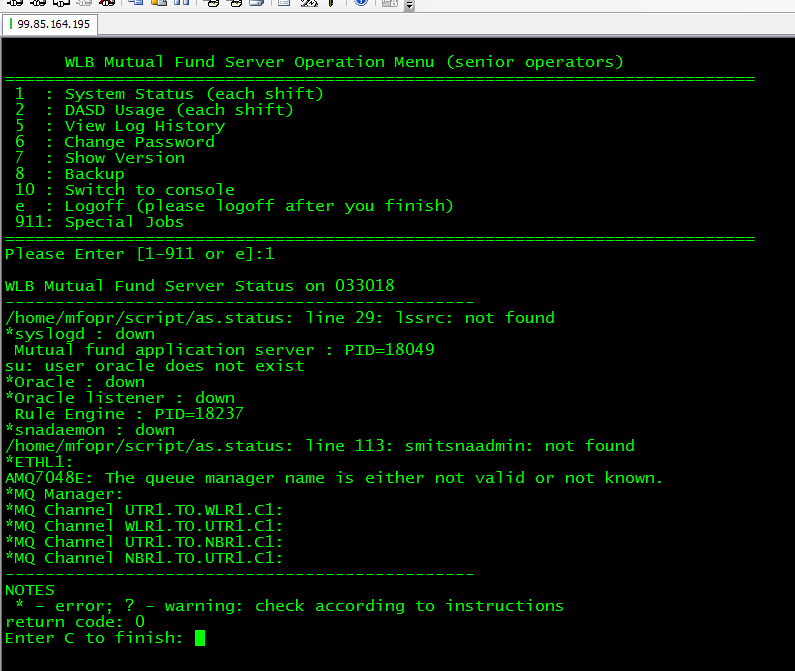 99.85.164.195
WLB Mutual Fund Server Operation Menu (senior operators)
===========================================================================
1 : System Status (each shift)
2 : DASD Usage (each shift)
5 : View Log History
6 : Change Password
7 : Show Version
8 : Backup
10 : Switch to console
e : Logoff (please logoff after you finish)
911: Special Jobs
===========================================================================
Please Enter [1-911 or e]:1
WLB Mutual Fund Server Status on 033018
-----------------------------------------------
/home/mfopr/script/as.status: line 29: lssrc: not found
*syslogd : down
Mutual fund application server : PID=18049
su: user oracle does not exist
*Oracle : down
*Oracle listener : down
Rule Engine : PID=18237
*snadaemon : down
/home/mfopr/script/as.status: line 113: smitsnaadmin: not found
*ETHL1:
AMQ7048E: The queue manager name is either not valid or not known.
*MQ Manager:
*MQ Channel UTR1.TO.WLR1.C1:
*MQ Channel WLR1.TO.UTR1.C1:
*MQ Channel UTR1.TO.NBR1.C1:
*MQ Channel NBR1.TO.UTR1.C1:
-----------------------------------------------
NOTES
* - error; ? - warning: check according to instructions
return code: 0
Enter C to finish: